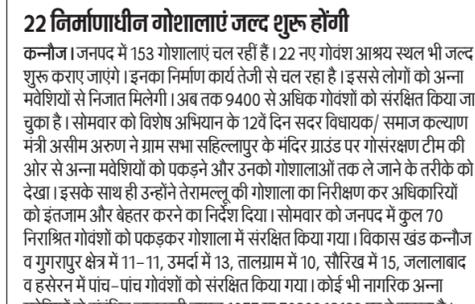 22 निर्माणाधीन गोशालाएं जल्द शुरू होंगी
कन्नौज। जनपद में 153 गोशालाएं चल रहीं हैं। 22 नए गोवंश आश्रय स्थल भी जल्द
शुरू कराए जाएंगे। इनका निर्माण कार्य तेजी से चल रहा है। इससे लोगों को अन्ना
मवेशियों से निजात मिलेगी। अब तक 9400 से अधिक गोवंशों को संरक्षित किया जा
चुका है। सोमवार को विशेष अभियान के 12वें दिन सदर विधायक/ समाज कल्याण
मंत्री असीम अरुण ने ग्राम सभा सहिल्लापुर के मंदिर ग्राउंड पर गोसंरक्षण टीम की
ओर से अन्ना मवेशियों को पकड़ने और उनको गोशालाओं तक ले जाने के तरीके को
देखा। इसके साथ ही उन्होंने तेरामल्लू की गोशाला का निरीक्षण कर अधिकारियों
को इंतजाम और बेहतर करने का निर्देश दिया। सोमवार को जनपद में कुल 70
निराश्रित गोवंशों को पकड़कर गोशाला में संरक्षित किया गया। विकास खंड कन्नौज
व गुगरापुर क्षेत्र में 11-11, उमर्दा में 13, तालग्राम में 10, सौरिख में 15, जलालाबाद
व हसेरन में पांच-पांच गोवंशों को संरक्षित किया गया। कोई भी नागरिक अन्ना